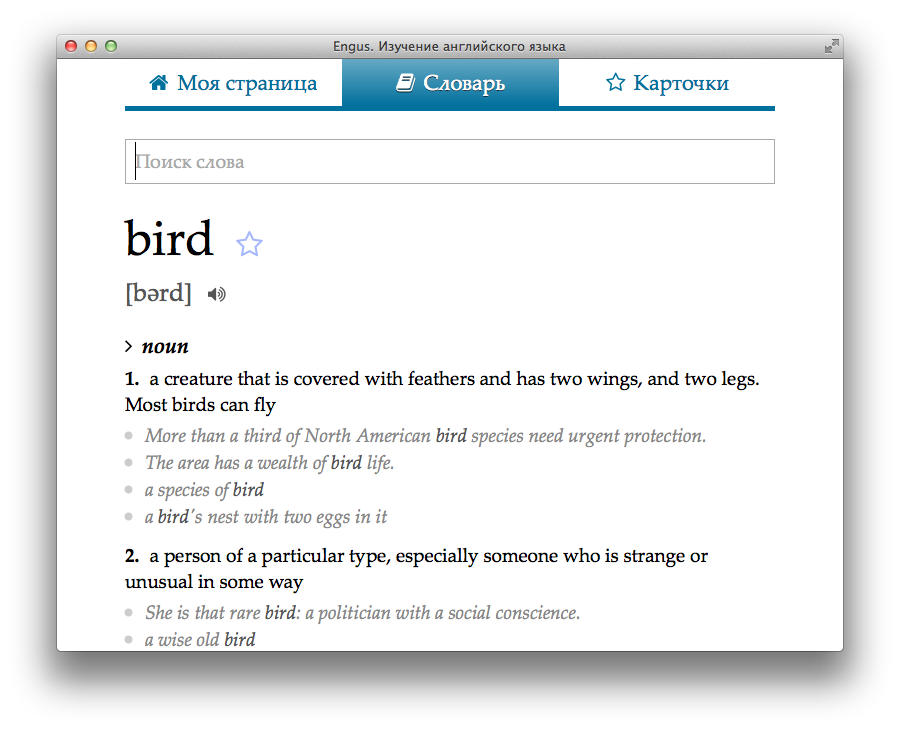 Engus. Изучение английского языка
Моя страница Словарь Карточки
Поиск слова
bird
[bərd]
noun
1. a creature that is covered with feathers and has two wings, and two legs.
Most birds can fly
More than a third of North American bird species need urgent protection.
The area has a wealth of bird life.
a species of bird
a bird's nest with two eggs in it
2. a person of a particular type, especially someone who is strange or
unusual in some way
She is that rare bird: a politician with a social conscience.
a wise old bird